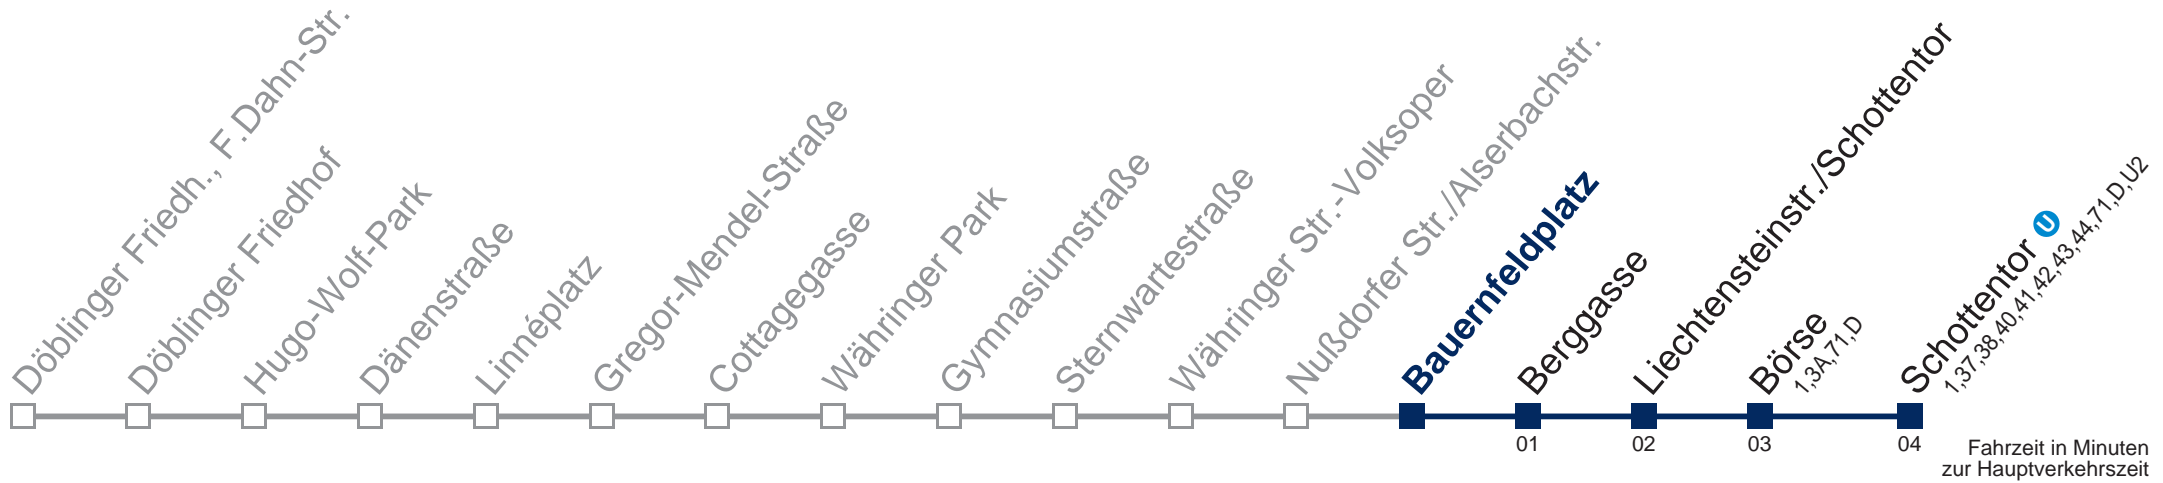 Döblinger Friedh., F.Dahn-Str.
Döblinger Friedhof
Hugo-Wolf-Park
Dänenstraße
Linnéplatz
Gregor-Mendel-Straße
Cottagegasse
Währinger Park
Gymnasiumstraße
Sternwartestraße
Währinger Str.-Volksoper
Nußdorfer Str./Alserbachstr.
Bauernfeldplatz
Berggasse
Liechtensteinstr./Schottentor
Börse
1,3A,71,D
Schottentor U
1,37,38,40,41,42,43,44,71,D,U2
01
02
03
04
Fahrzeit in Minuten
zur Hauptverkehrszeit